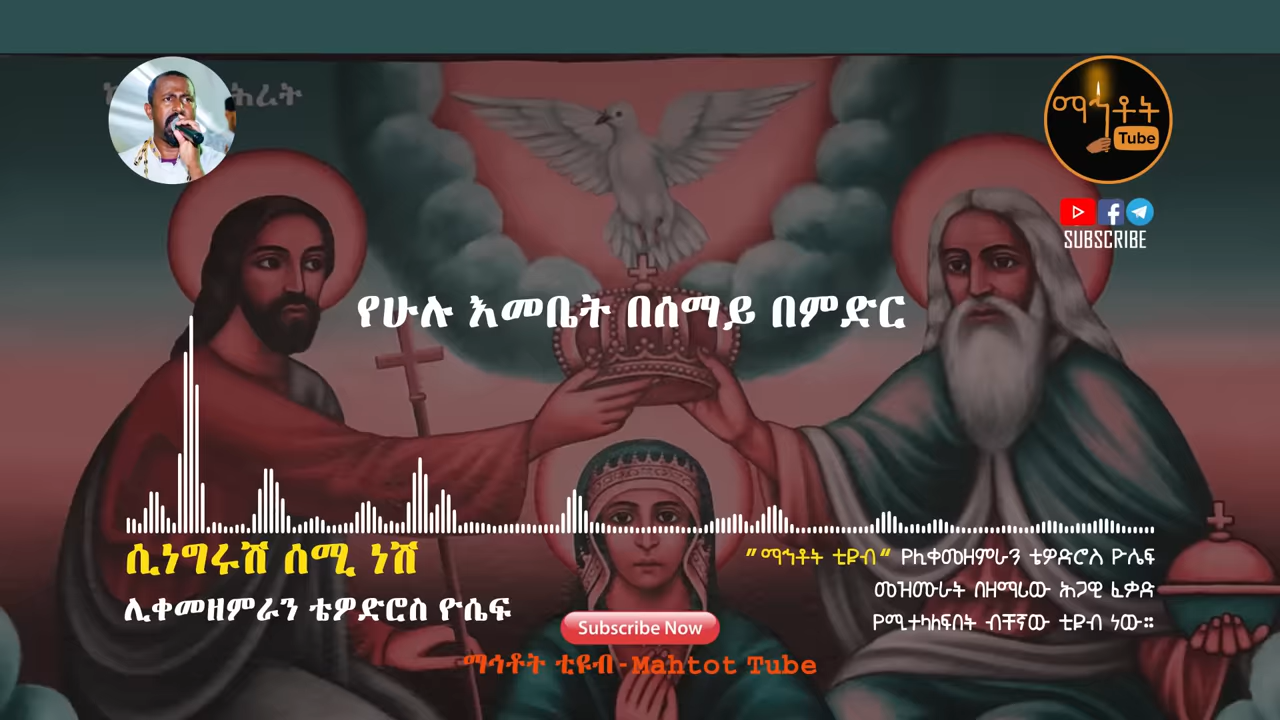 ሕረት
ማኅቶት
Tube
SUBSCRIBE
የሁሉ እመቤት በሰማይ በምድር
ሲነግሩሽ ሰሚ ነሽ
ሊቀመዘምራን ቴዎድሮስ ዮሴፍ
"ማኅቶት ቲዩብ" የሊቀመዘምራን ቴዎድሮስ ዮሴፍ
መዝሙራት በዘማሪው ሕጋዊ ፈቃድ
የሚተላለፍበት ብቸኛው ቲዩብ ነው።
Subscribe Now
ማኅቶት ቲዩብ-Mahtot Tube